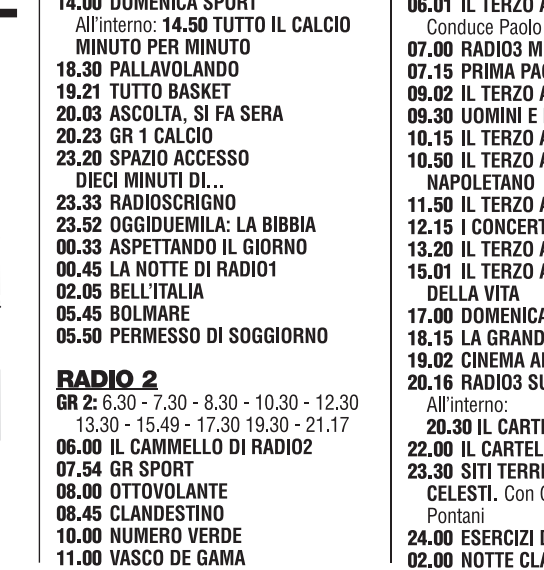 14.00 DOMENICA SPORT
All'interno: 14.50 TUTTO IL CALCIO
MINUTO PER MINUTO
18.30 PALLAVOLANDO
19.21 TUTTO BASKET
20.03 ASCOLTA, SI FA SERA
20.23 GR 1 CALCIO
23.20 SPAZIO ACCESSO
DIECI MINUTI DI...
23.33 RADIOSCRIGNO
23.52 OGGIDUEMILA: LA BIBBIA
00.33 ASPETTANDO IL GIORNO
00.45 LA NOTTE DI RADIO1
02.05 BELL'ITALIA
05.45 BOLMARE
05.50 PERMESSO DI SOGGIORNO
RADIO 2
GR 2: 6.30 - 7.30 - 8.30 - 10.30 - 12.30
13.30 - 15.49 - 17.30 19.30 - 21.17
06.00 IL CAMMELLO DI RADIO2
07.54 GR SPORT
08.00 OTTOVOLANTE
08.45 CLANDESTINO
10.00 NUMERO VERDE
11.00 VASCO DE GAMA
06.01 IL TERZO
Conduce Paolo
07.00 RADIO3
07.15 PRIMA
09.02 IL TERZO
09.30 UOMINI E
10.15 IL TERZO
10.50 IL TERZO
NAPOLETANO
11.50 IL TERZO
12.15 I
13.20 IL TERZO
15.01 IL TERZO
DELLA VITA
17.00
18.15 LA
19.02 CINEMA
20.16 RADIO3
All'interno:
20.30 IL
22.00 IL
23.30 SITI
CELESTI. Con
Pontani
24.00 ESERCIZI
02.00 NOTTE